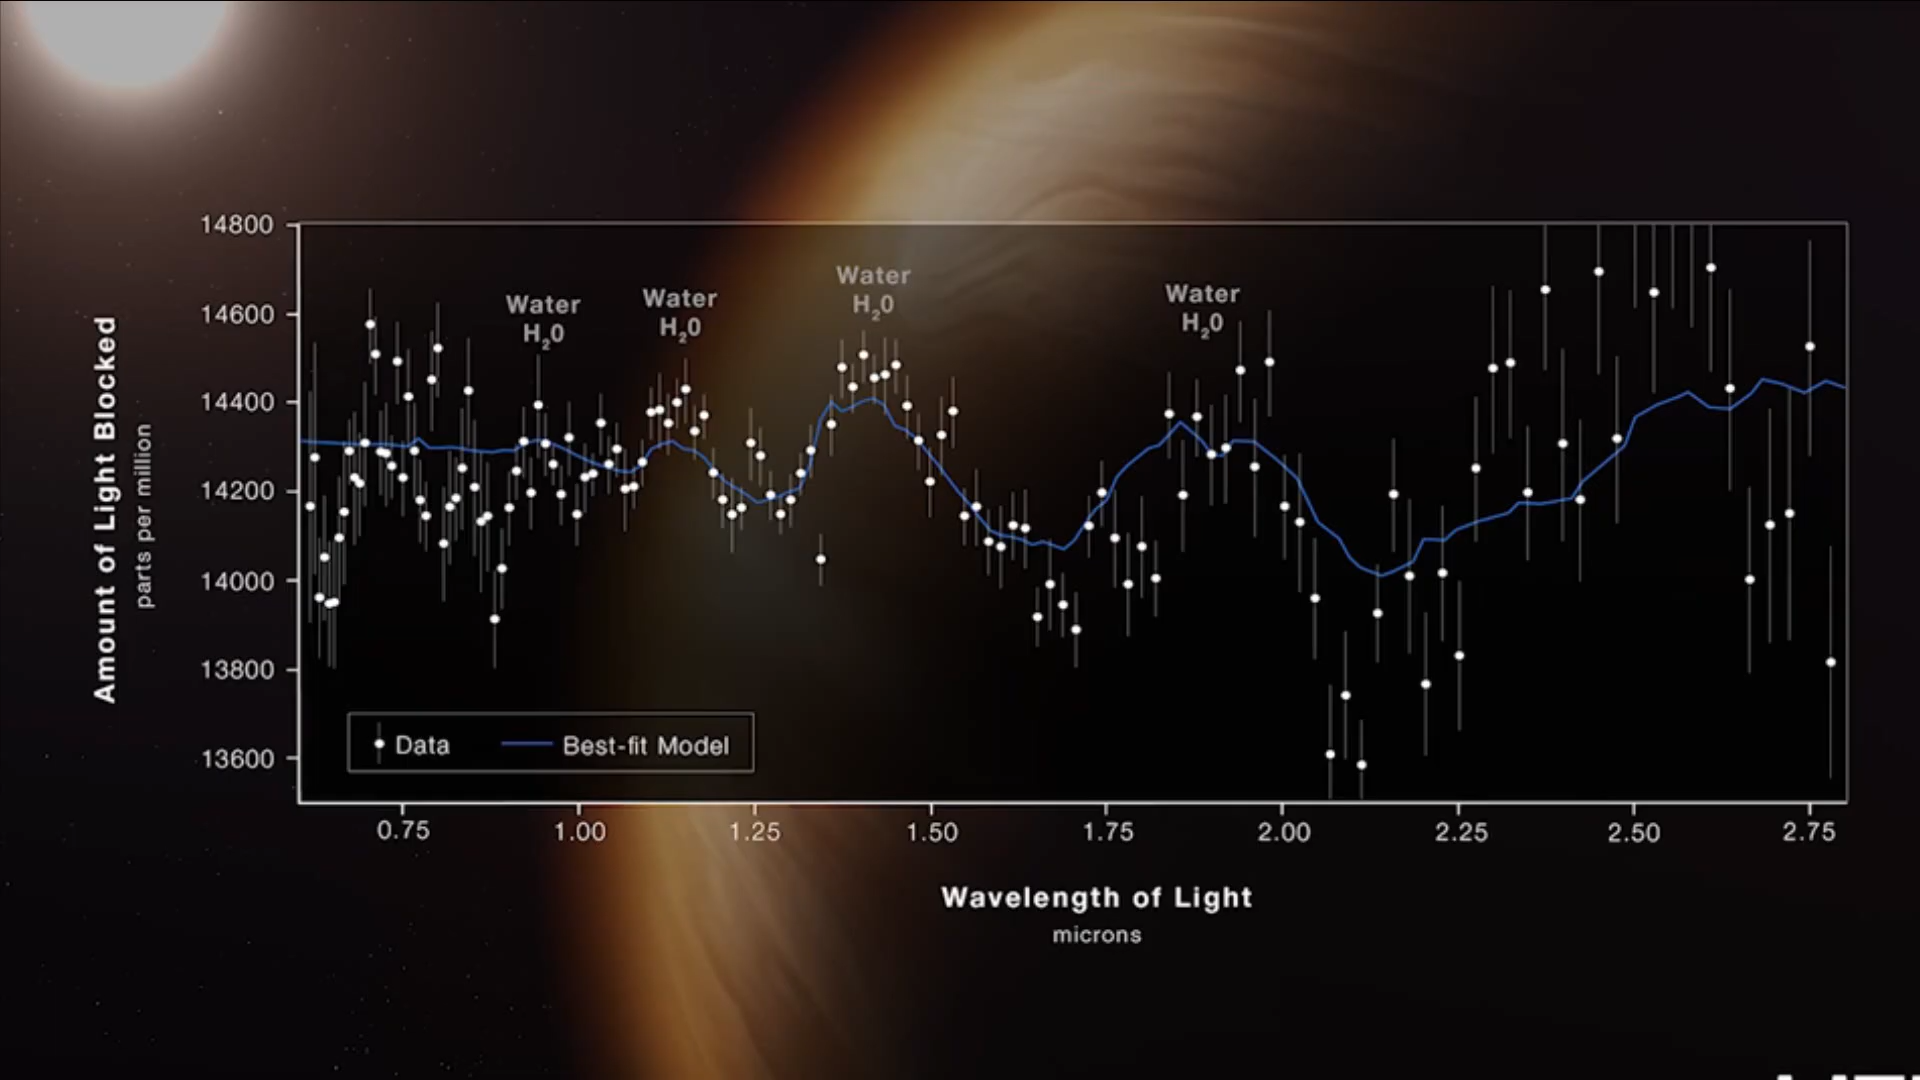 14800
14600
14400
14200
14000
13800
13600
Amount of Light Blocked
parts per million
Water
H₂0
Water
H₂0
Water
H₂0
Water
H₂0
Data
Best-fit Model
0.75
1.00
1.25
1.50
1.75
2.00
2.25
2.50
2.75
Wavelength of Light
microns